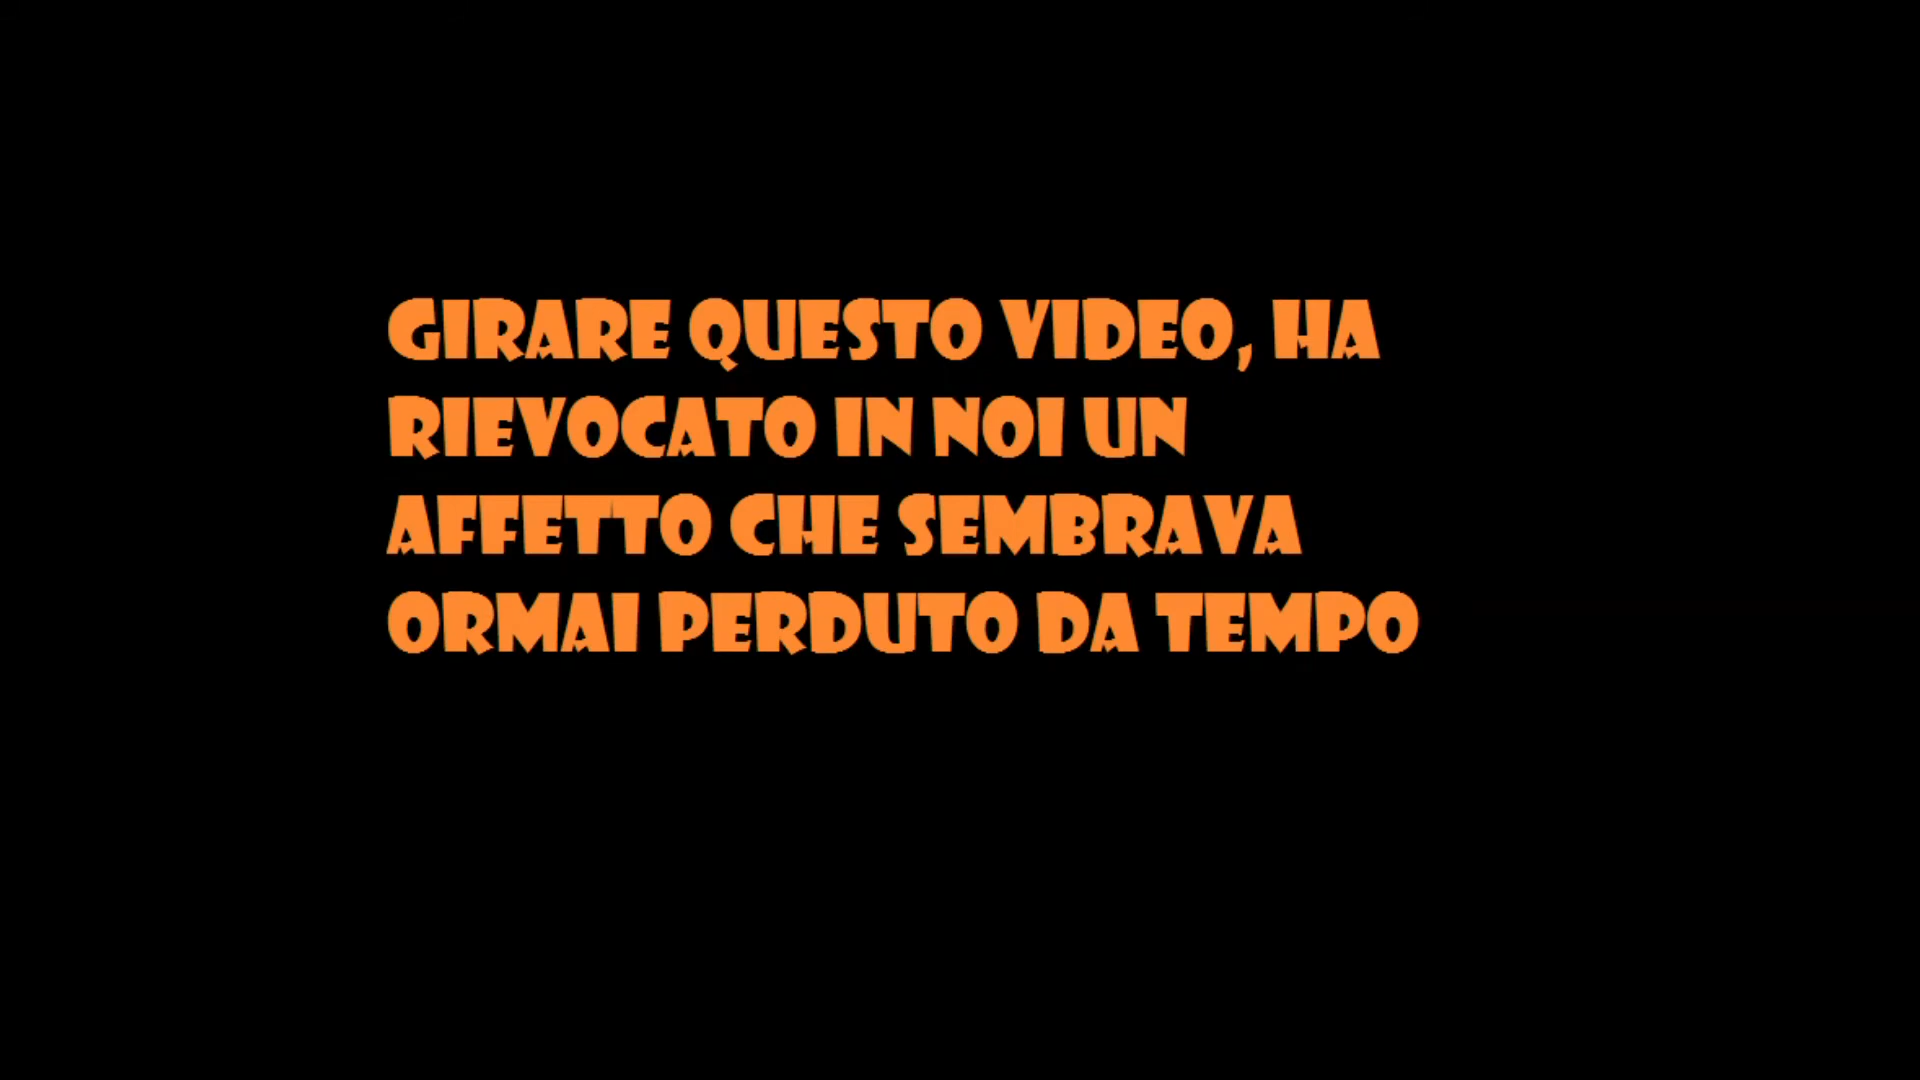 GIRARE QUESTO VIDEO, HA
RIEVOCATO IN NOI UN
AFFETTO CHE SEMBRAVA
ORMAI PERDUTO DA TEMPO